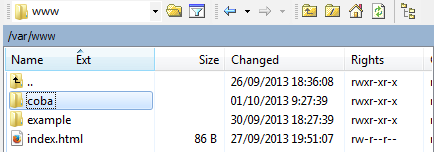 www
/var/www
Name Ext Size Changed Rights
.. 26/09/2013 18:36:08 rwxr-xr-x
coba 01/10/2013 9:27:39 rwxr-xr-x
example 30/09/2013 18:27:39 rwxr-xr-x
index.html 86 B 27/09/2013 19:51:07 rw-r--r--